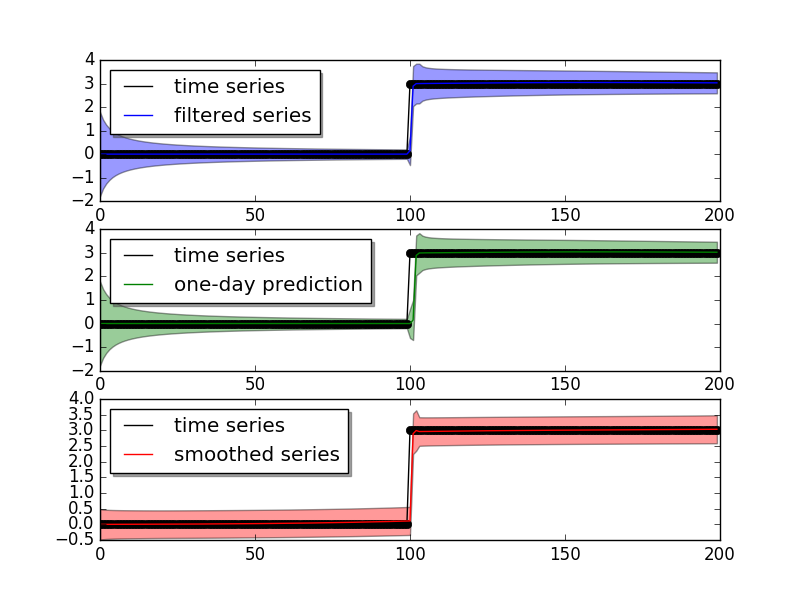 4
3
2
1
0
−1
−2
time series
filtered series
0 50 100 150 200
4
3
2
1
0
−1
−2
time series
one-day prediction
0 50 100 150 200
4.0
3.5
3.0
2.5
2.0
1.5
1.0
0.5
0.0
−0.5
time series
smoothed series
0 50 100 150 200